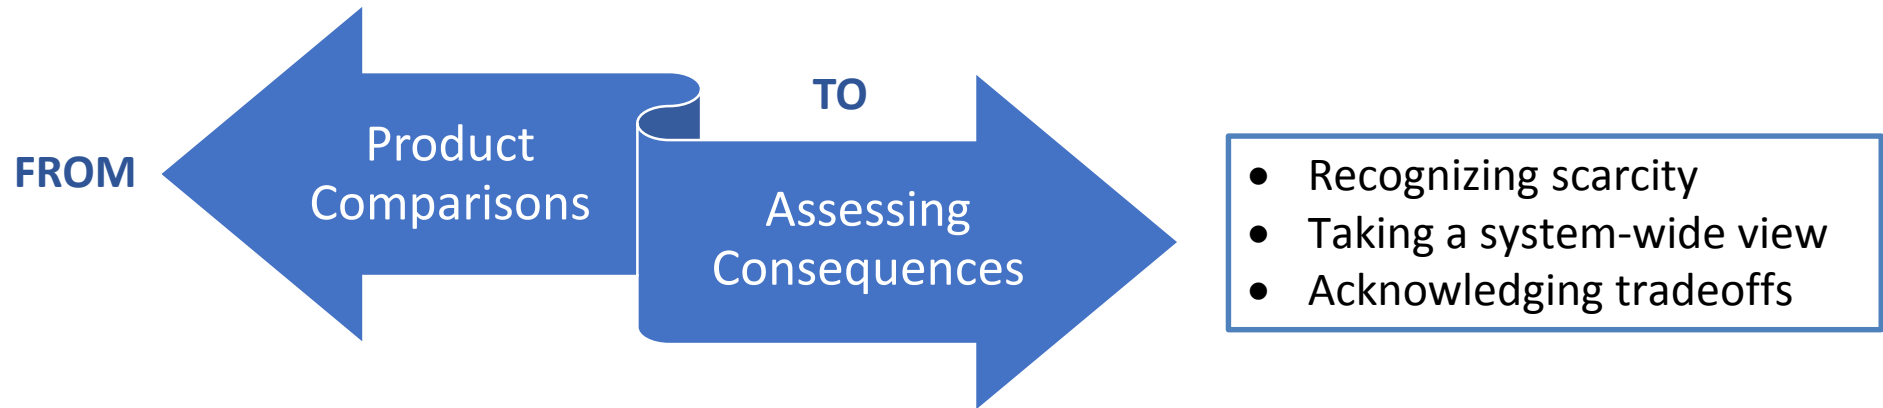 FROM
Product
Comparisons
TO
Assessing
Consequences
• Recognizing scarcity
• Taking a system-wide view
• Acknowledging tradeoffs